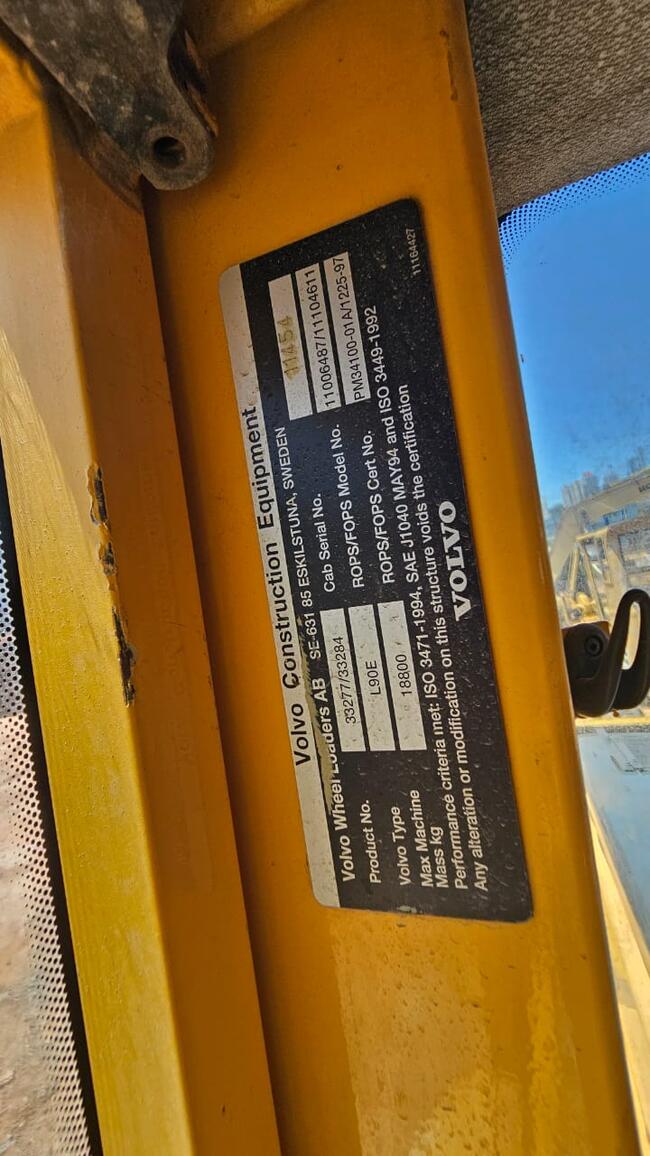 Volvo Construction Equipment
Volvo Wheel Loaders AB SE-631 85 ESKILSTUNA, SWEDEN
Product No. 33277/33284 Cab Serial No. 11454
Volvo Type L90E ROPS/FOPS Model No. 11006487/11104611
Max Machine Mass kg 18800 ROPS/FOPS Cert No. PM34100-01A/1225-97
Performance criteria met: ISO 3471-1994, SAE J1040 MAY94 and ISO 3449-1992
Any alteration or modification on this structure voids the certification
VOLVO
11164427